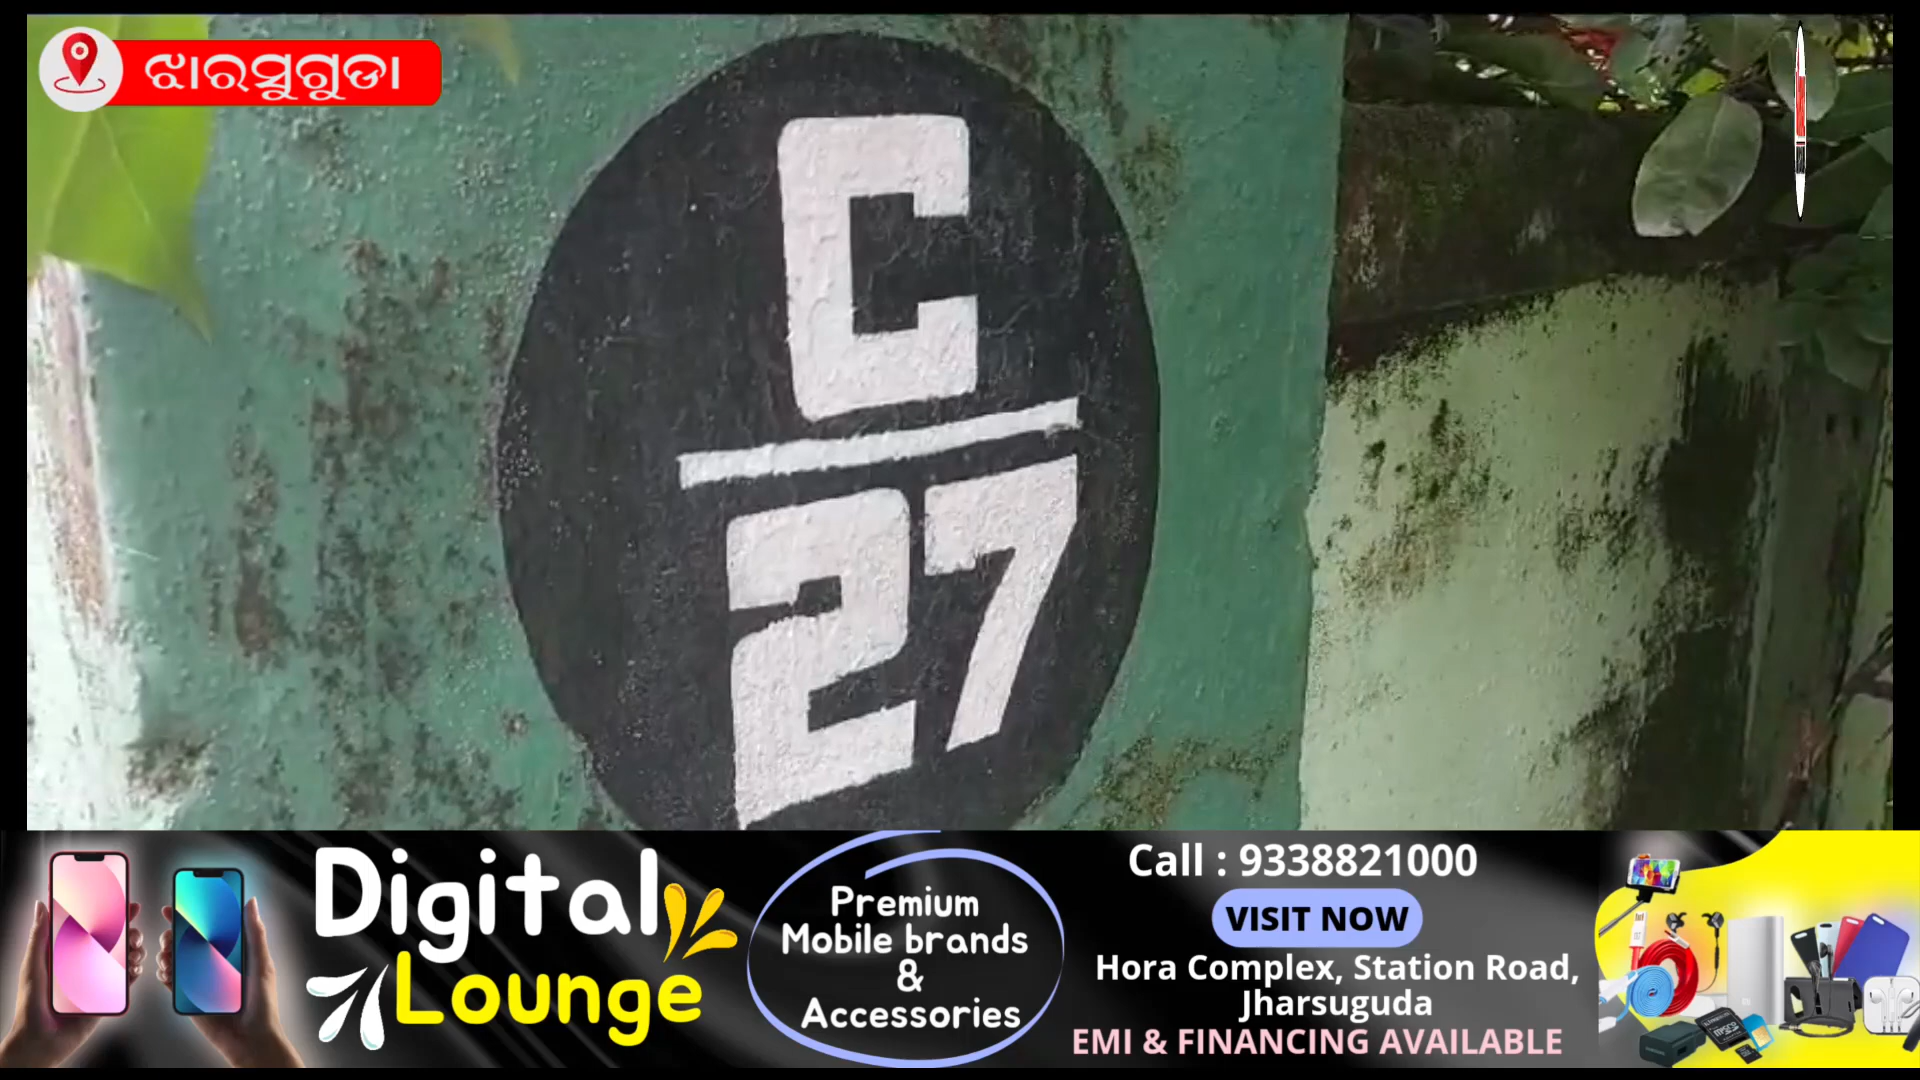 ଝାରସୁଗୁଡା
C
27
Digital
Lounge
Premium
Mobile brands
&
Accessories
Call : 9338821000
VISIT NOW
Hora Complex, Station Road,
Jharsuguda
EMI & FINANCING AVAILABLE